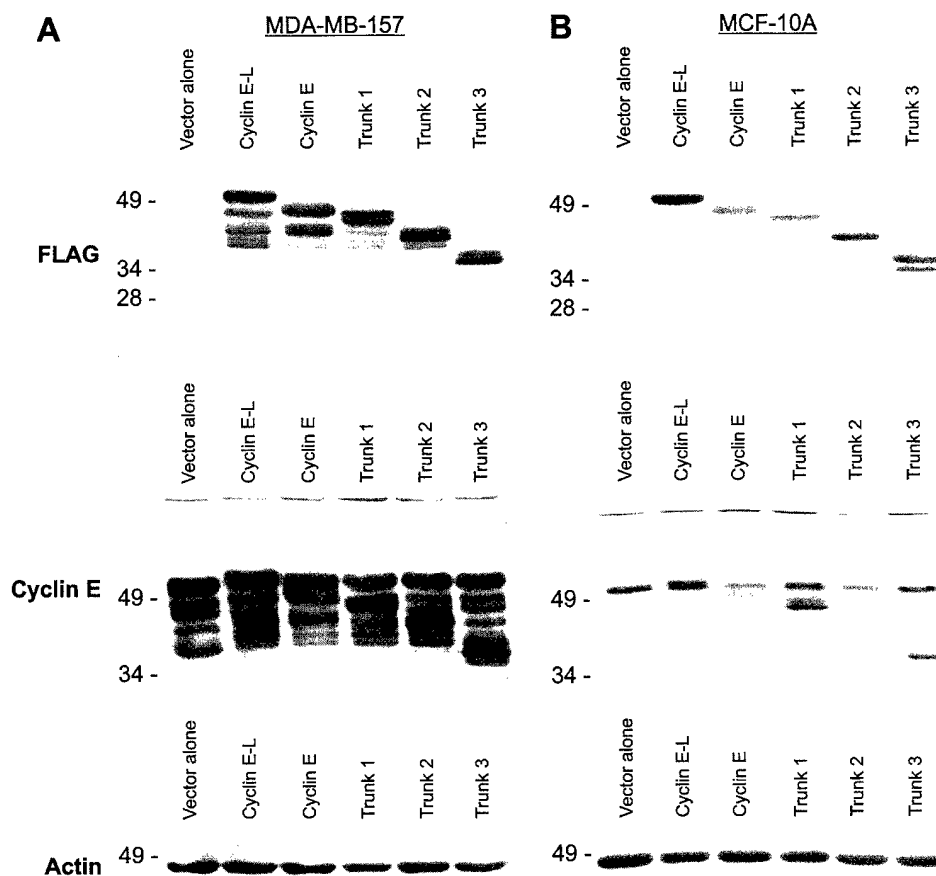 A MDA-MB-157
Vector alone Cyclin E-L Cyclin E Trunk 1 Trunk 2 Trunk 3
49 -
FLAG
34 -
28 -
Vector alone Cyclin E-L Cyclin E Trunk 1 Trunk 2 Trunk 3
Cyclin E
49 -
34 -
Vector alone Cyclin E-L Cyclin E Trunk 1 Trunk 2 Trunk 3
49 -
Actin
B MCF-10A
Vector alone Cyclin E-L Cyclin E Trunk 1 Trunk 2 Trunk 3
49 -
34 -
28 -
Vector alone Cyclin E-L Cyclin E Trunk 1 Trunk 2 Trunk 3
49 -
34 -
Vector alone Cyclin E-L Cyclin E Trunk 1 Trunk 2 Trunk 3
49 -